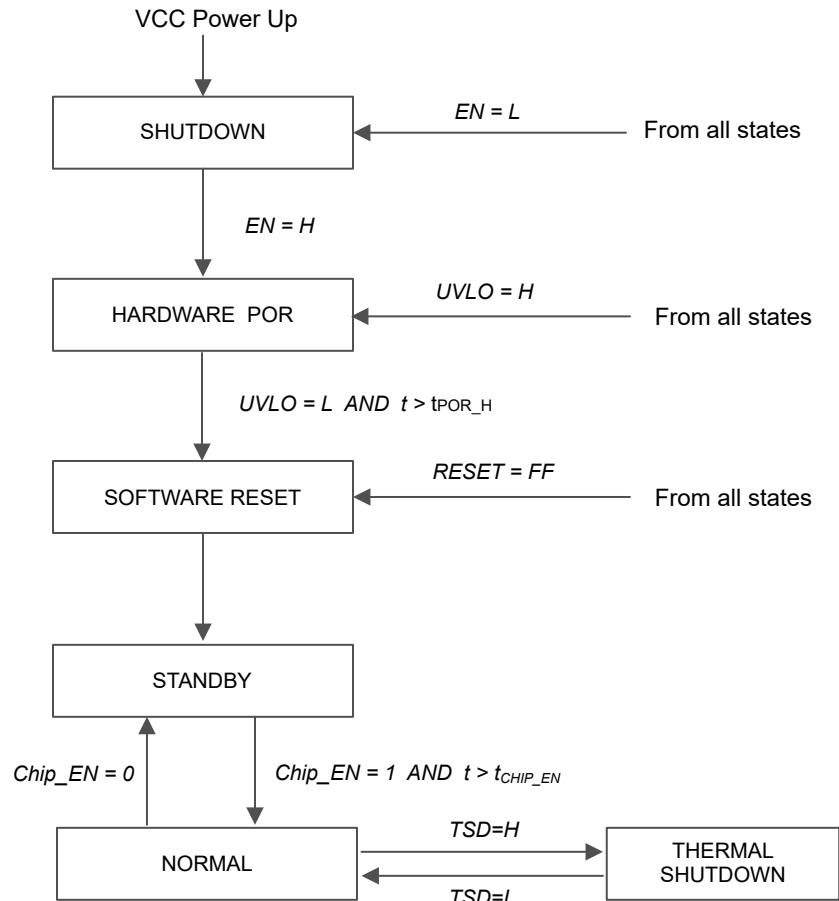 VCC Power Up
SHUTDOWN
EN = L
From all states
EN = H
HARDWARE POR
UVLO = H
From all states
UVLO = L AND t > tPOR_H
SOFTWARE RESET
RESET = FF
From all states
STANDBY
Chip_EN = 0
Chip_EN = 1 AND t > tCHIP_EN
NORMAL
TSD=H
THERMAL
SHUTDOWN
TSD=L